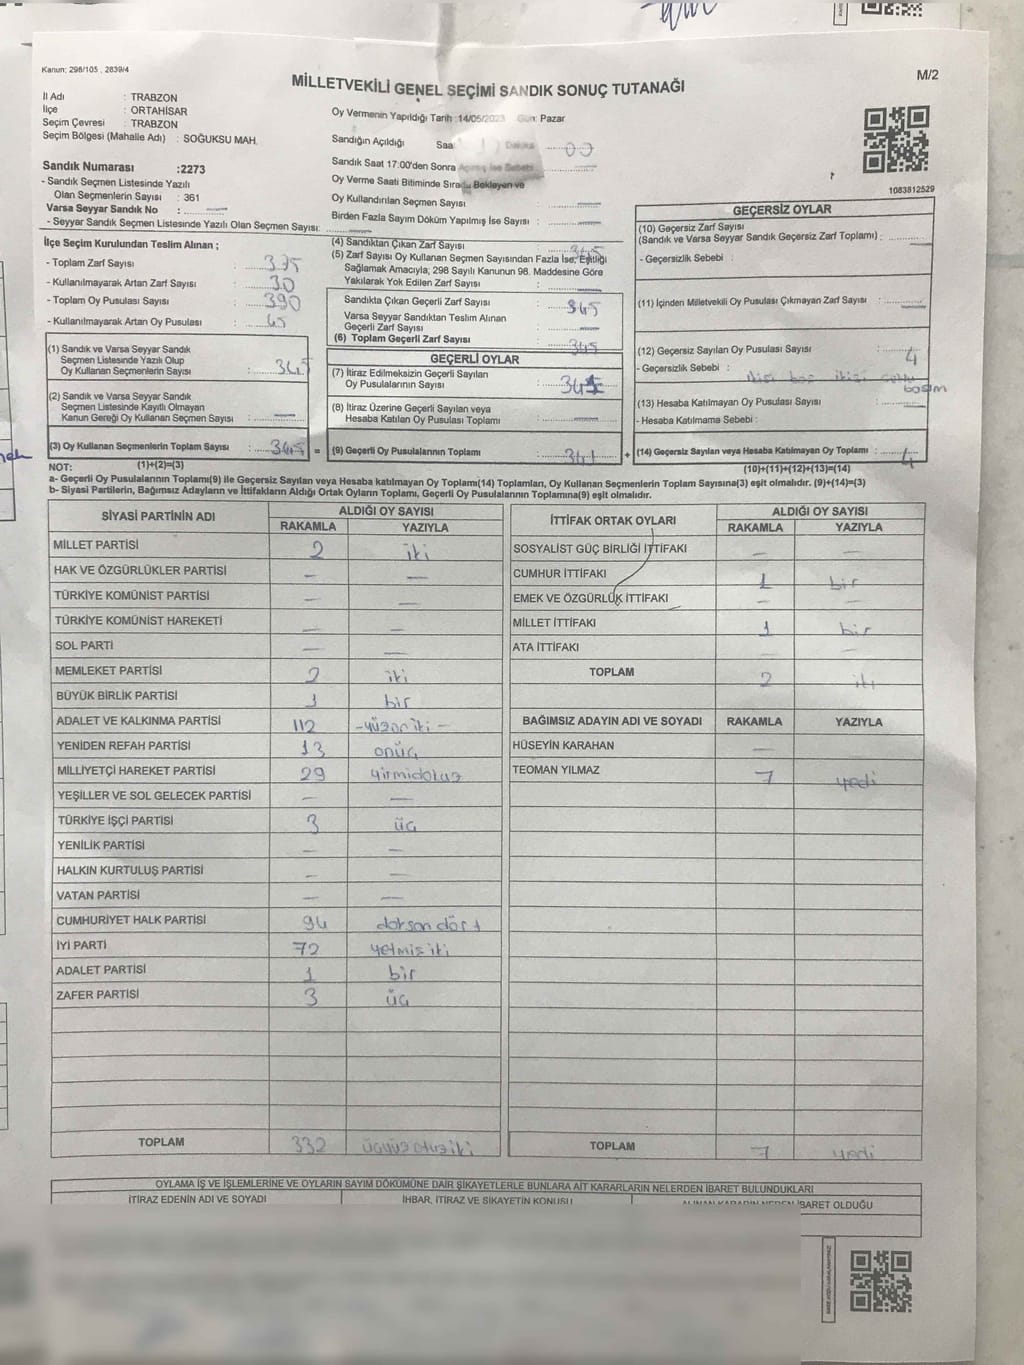 Kanun: 298/105 , 2839/4
M/2
MİLLETVEKİLİ GENEL SEÇİMİ SANDIK SONUÇ TUTANAĞI
İl Adı : TRABZON
İlçe : ORTAHİSAR
Seçim Çevresi : TRABZON
Seçim Bölgesi (Mahalle Adı) : SOĞUKSU MAH.
Sandık Numarası :2273
- Sandık Seçmen Listesinde Yazılı
Olan Seçmenlerin Sayısı : 361
Varsa Seyyar Sandık No :
- Seyyar Sandık Seçmen Listesinde Yazılı Olan Seçmen Sayısı:
Oy Vermenin Yapıldığı Tarih :14/05/2023 Gün: Pazar
Sandığın Açıldığı
Sandık Saat 17:00'den Sonra Açılmış İse Sebebi
Oy Verme Saati Bitiminde Sırada Bekleyen ve
Oy Kullandırılan Seçmen Sayısı :
Birden Fazla Sayım Döküm Yapılmış İse Sayısı :
1083812529
İlçe Seçim Kurulundan Teslim Alınan ;
- Toplam Zarf Sayısı : 375
- Kullanılmayarak Artan Zarf Sayısı : 30
- Toplam Oy Pusulası Sayısı : 390
- Kullanılmayarak Artan Oy Pusulası : 45
(1) Sandık ve Varsa Seyyar Sandık
Seçmen Listesinde Yazılı Olup
Oy Kullanan Seçmenlerin Sayısı : 345
(2) Sandık ve Varsa Seyyar Sandık
Seçmen Listesinde Kayıtlı Olmayan
Kanun Gereği Oy Kullanan Seçmen Sayısı :
(3) Oy Kullanan Seçmenlerin Toplam Sayısı : 345 =
(4) Sandıktan Çıkan Zarf Sayısı : 345
(5) Zarf Sayısı Oy Kullanan Seçmen Sayısından Fazla İse; Eşitliği
Sağlamak Amacıyla; 298 Sayılı Kanunun 98. Maddesine Göre
Yakılarak Yok Edilen Zarf Sayısı :
Sandıkta Çıkan Geçerli Zarf Sayısı : 345
Varsa Seyyar Sandıktan Teslim Alınan
Geçerli Zarf Sayısı :
(6) Toplam Geçerli Zarf Sayısı : 345
GEÇERLİ OYLAR
(7) İtiraz Edilmeksizin Geçerli Sayılan
Oy Pusulalarının Sayısı :
(8) İtiraz Üzerine Geçerli Sayılan veya
Hesaba Katılan Oy Pusulası Toplamı :
(9) Geçerli Oy Pusulalarının Toplamı : 341 +
GEÇERSİZ OYLAR
(10) Geçersiz Zarf Sayısı
(Sandık ve Varsa Seyyar Sandık Geçersiz Zarf Toplamı) :
- Geçersizlik Sebebi :
(11) İçinden Milletvekili Oy Pusulası Çıkmayan Zarf Sayısı :
(12) Geçersiz Sayılan Oy Pusulası Sayısı : 4
- Geçersizlik Sebebi :
(13) Hesaba Katılmayan Oy Pusulası Sayısı :
- Hesaba Katılmama Sebebi :
(14) Geçersiz Sayılan veya Hesaba Katılmayan Oy Toplamı : 4
NOT: (1)+(2)=(3)
(10)+(11)+(12)+(13)=(14)
a- Geçerli Oy Pusulalarının Toplamı(9) ile Geçersiz Sayılan veya Hesaba katılmayan Oy Toplamı(14) Toplamları, Oy Kullanan Seçmenlerin Toplam Sayısına(3) eşit olmalıdır. (9)+(14)=(3)
b- Siyasi Partilerin, Bağımsız Adayların ve İttifakların Aldığı Ortak Oyların Toplamı, Geçerli Oy Pusulalarının Toplamına(9) eşit olmalıdır.
SİYASİ PARTİNİN ADI ALDIĞI OY SAYISI
RAKAMLA YAZIYLA
MİLLET PARTİSİ 2 iki
HAK VE ÖZGÜRLÜKLER PARTİSİ — —
TÜRKİYE KOMÜNİST PARTİSİ — —
TÜRKİYE KOMÜNİST HAREKETİ — —
SOL PARTİ — —
MEMLEKET PARTİSİ 2 iki
BÜYÜK BİRLİK PARTİSİ 1 bir
ADALET VE KALKINMA PARTİSİ 112 -yüzoniki-
YENİDEN REFAH PARTİSİ 13 onüç
MİLLİYETÇİ HAREKET PARTİSİ 29 yirmidokuz
YEŞİLLER VE SOL GELECEK PARTİSİ — —
TÜRKİYE İŞÇİ PARTİSİ 3 üç
YENİLİK PARTİSİ — —
HALKIN KURTULUŞ PARTİSİ — —
VATAN PARTİSİ — —
CUMHURİYET HALK PARTİSİ 94 doksandört
İYİ PARTİ 72 yetmişiki
ADALET PARTİSİ 1 bir
ZAFER PARTİSİ 3 üç
TOPLAM 332 üçyüzotuziki
İTTİFAK ORTAK OYLARI ALDIĞI OY SAYISI
RAKAMLA YAZIYLA
SOSYALİST GÜÇ BİRLİĞİ İTTİFAKI — —
CUMHUR İTTİFAKI 1 bir
EMEK VE ÖZGÜRLÜK İTTİFAKI — —
MİLLET İTTİFAKI 1 bir
ATA İTTİFAKI — —
TOPLAM 2 iki
BAĞIMSIZ ADAYIN ADI VE SOYADI RAKAMLA YAZIYLA
HÜSEYİN KARAHAN —
TEOMAN YILMAZ 7 yedi
TOPLAM 7 yedi
OYLAMA İŞ VE İŞLEMLERİNE VE OYLARIN SAYIM DÖKÜMÜNE DAİR ŞİKAYETLERLE BUNLARA AİT KARARLARIN NELERDEN İBARET BULUNDUKLARI
İTİRAZ EDENİN ADI VE SOYADI İHBAR, İTİRAZ VE ŞİKAYETİN KONUSU ALINAN KARARIN NEDEN İBARET OLDUĞU